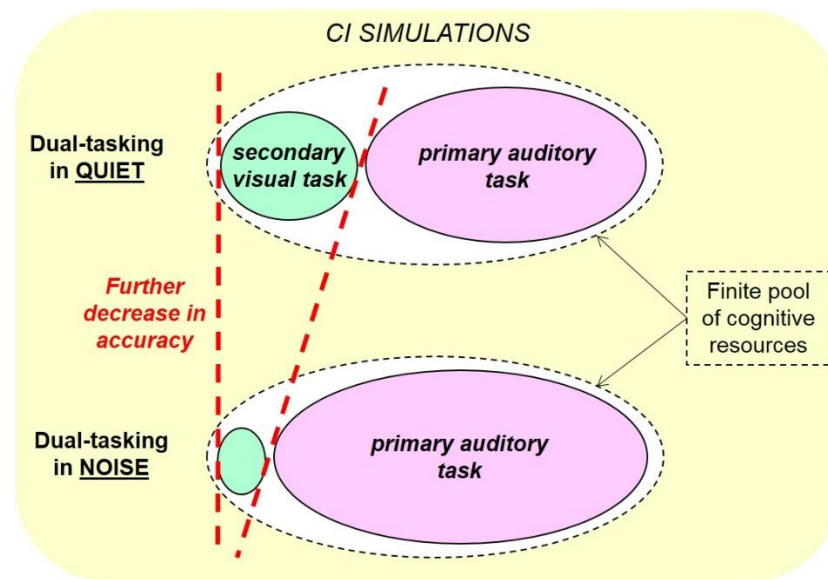 CI SIMULATIONS
Dual-tasking
in QUIET
secondary
visual task
primary auditory
task
Further
decrease in
accuracy
Finite pool
of cognitive
resources
Dual-tasking
in NOISE
primary auditory
task